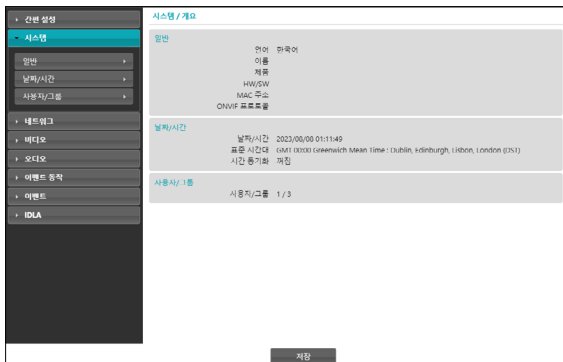 간편 설정
시스템
일반
날짜/시간
사용자/그룹
네트워크
비디오
오디오
이벤트 동작
이벤트
IDLA
시스템 / 개요
일반
언어 한국어
이름
제품
HW/SW
MAC 주소
ONVIF 프로토콜
날짜/시간
날짜/시간 2023/08/08 01:11:49
표준 시간대 GMT 00:00 Greenwich Mean Time : Dublin, Edinburgh, Lisbon, London (DST)
시간 동기화 꺼짐
사용자/그룹
사용자/그룹 1 / 3
저장